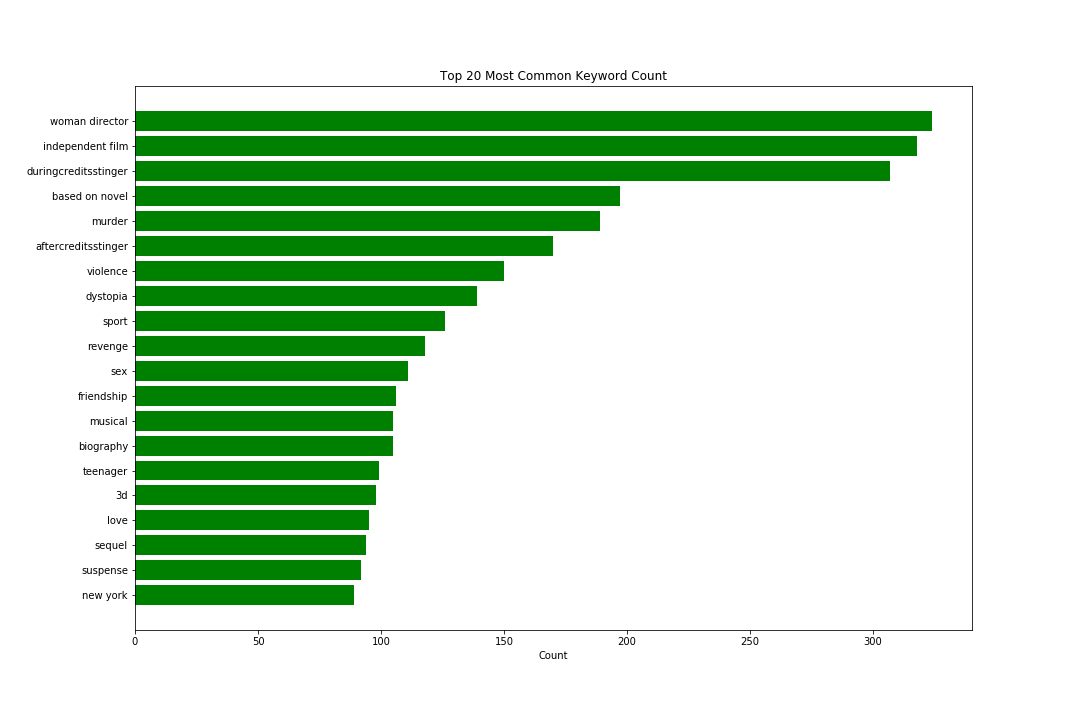 Top 20 Most Common Keyword Count
woman director
independent film
duringcreditsstinger
based on novel
murder
aftercreditsstinger
violence
dystopia
sport
revenge
sex
friendship
musical
biography
teenager
3d
love
sequel
suspense
new york
0 50 100 150 200 250 300
Count